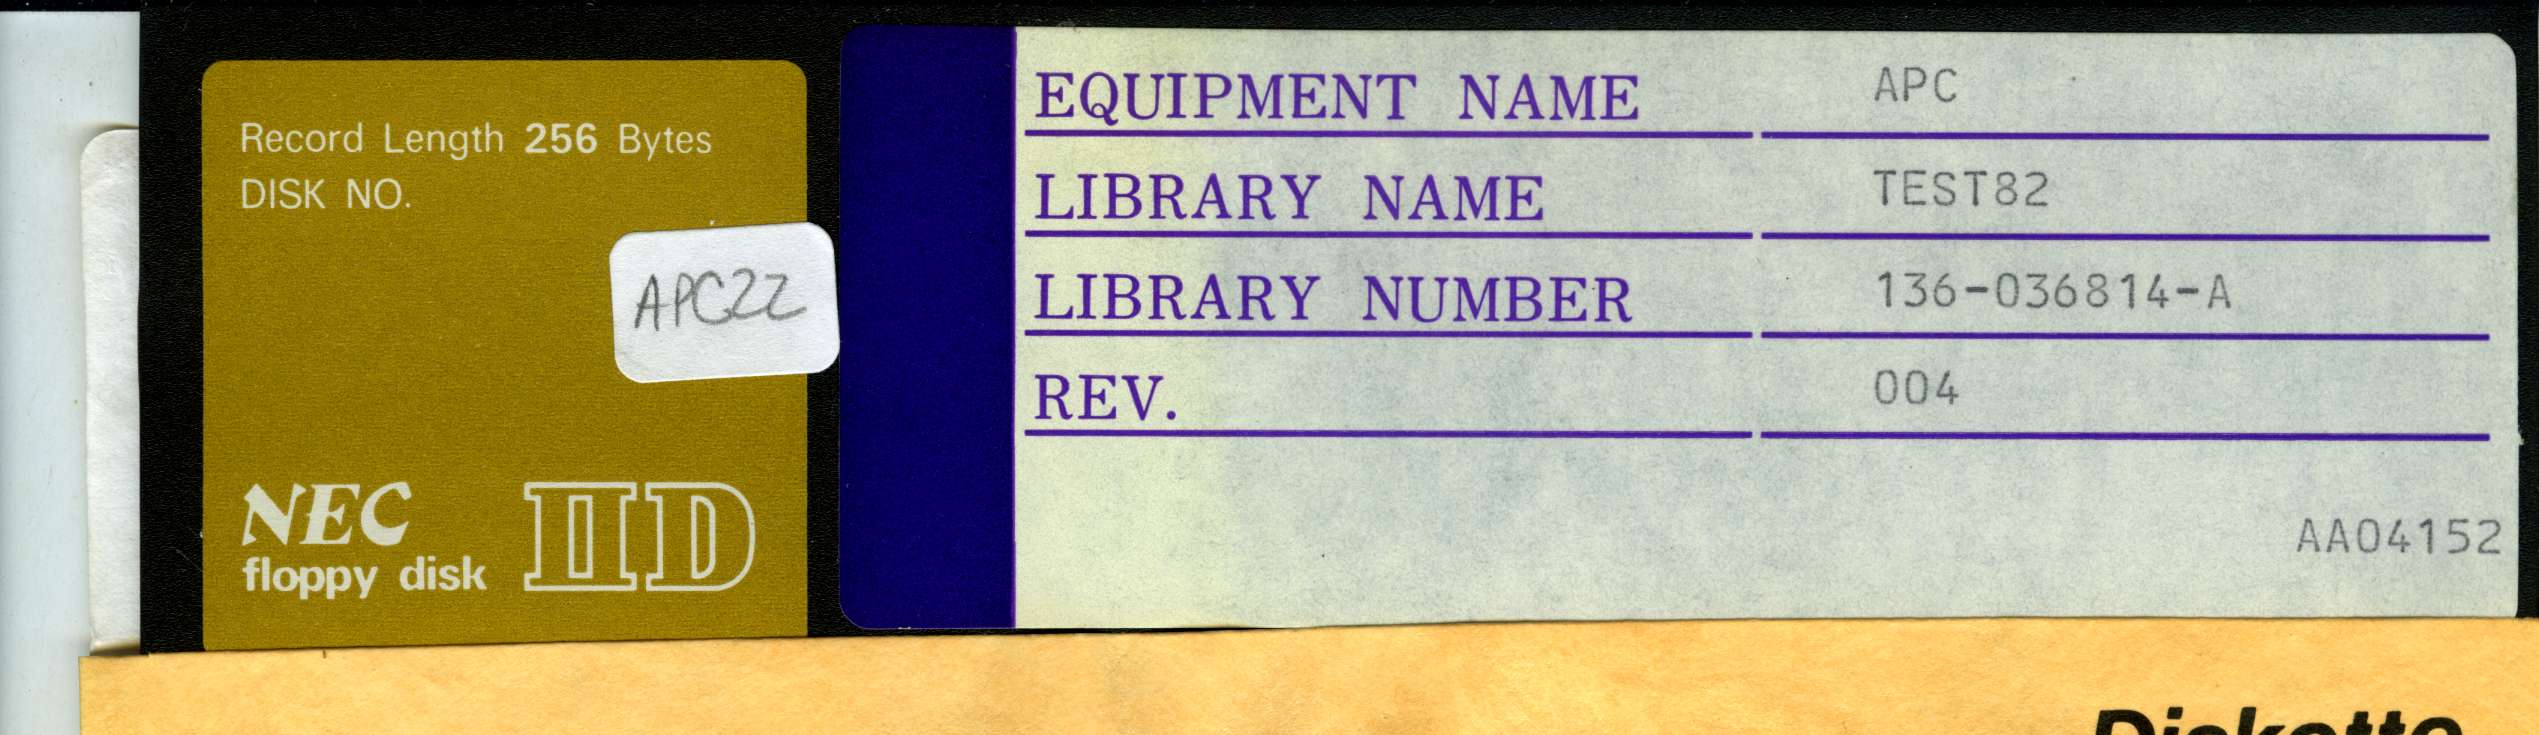 Record Length 256 Bytes
DISK NO.
APC22
NEC
floppy disk
IID
EQUIPMENT NAME APC
LIBRARY NAME TEST82
LIBRARY NUMBER 136-036814-A
REV. 004
AA04152
Diskette